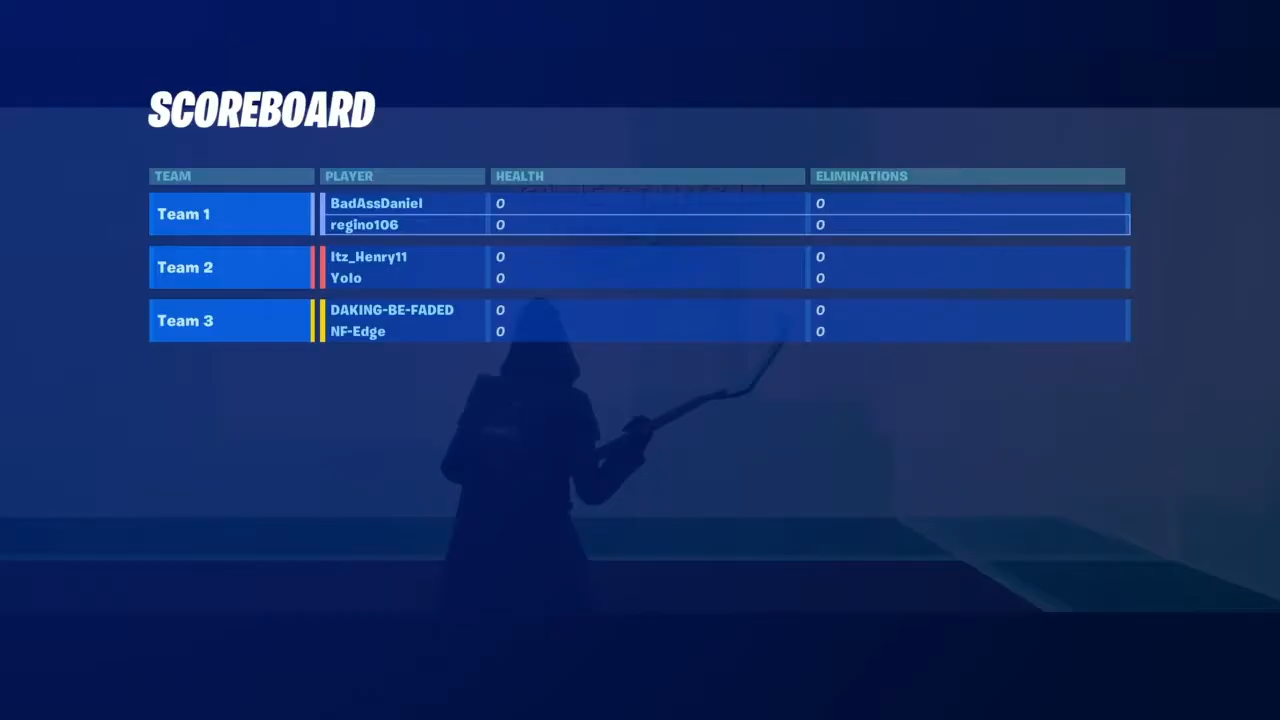 SCOREBOARD
TEAM PLAYER HEALTH ELIMINATIONS
Team 1
BadAssDaniel 0 0
regino106 0 0
Team 2
Itz_Henry11 0 0
Yolo 0 0
Team 3
DAKING-BE-FADED 0 0
NF-Edge 0 0